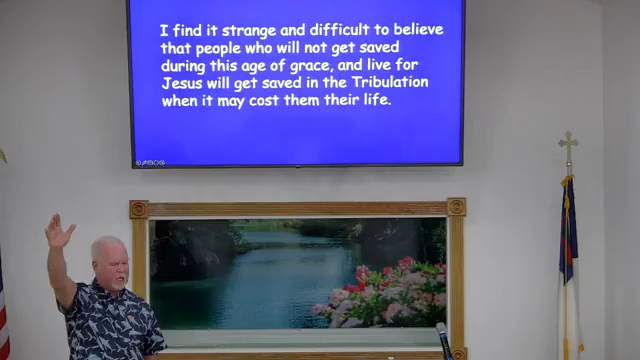 I find it strange and difficult to believe
that people who will not get saved
during this age of grace, and live for
Jesus will get saved in the Tribulation
when it may cost them their life.